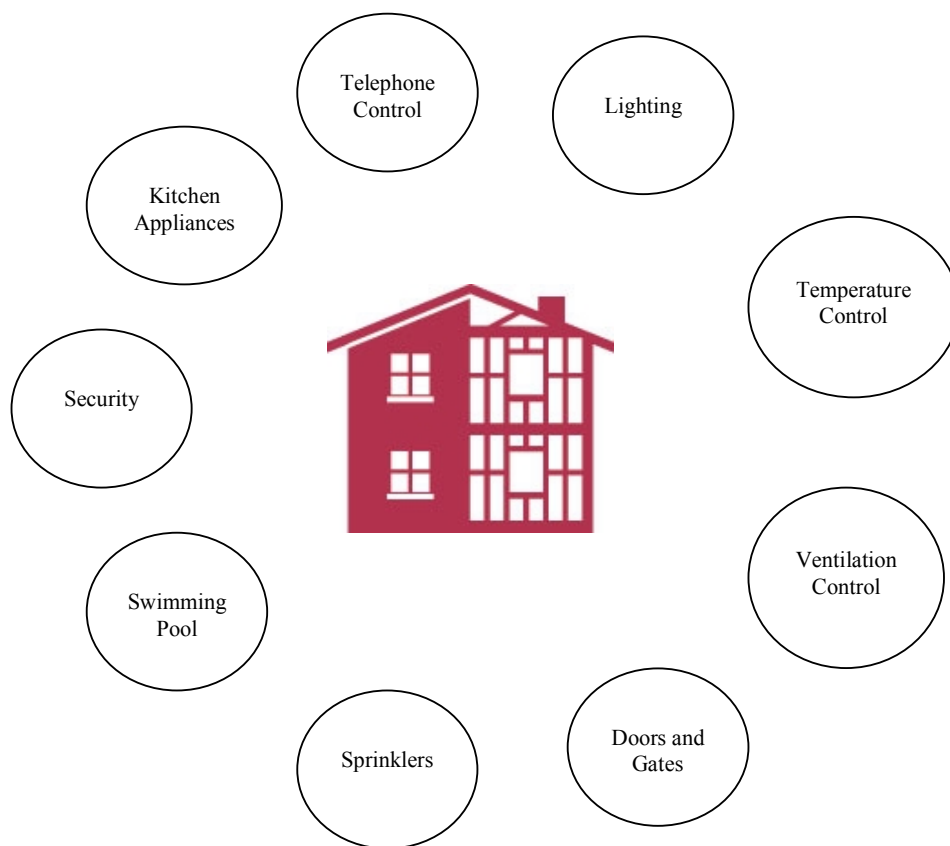 Telephone
Control
Lighting
Kitchen
Appliances
Temperature
Control
Security
Ventilation
Control
Swimming
Pool
Doors and
Gates
Sprinklers